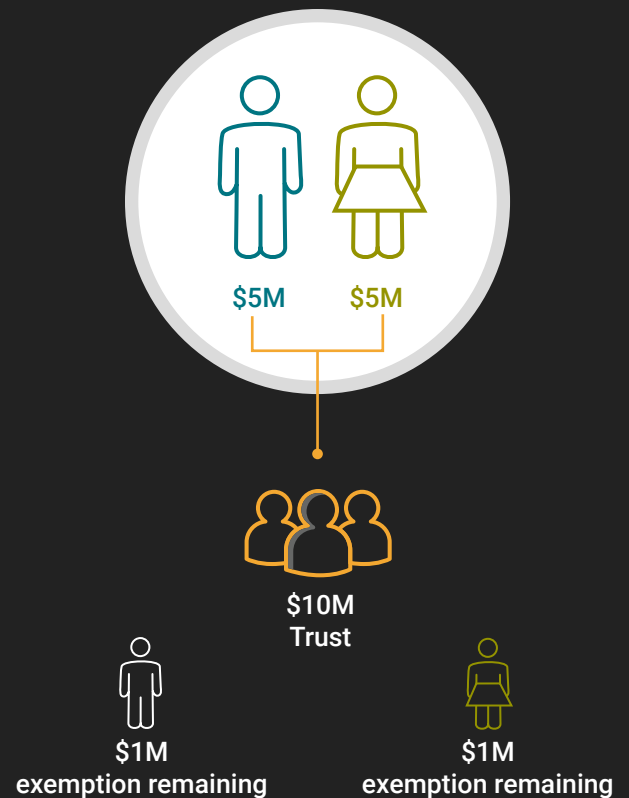 $5M
$5M
$10M
Trust
$1M
exemption remaining
$1M
exemption remaining